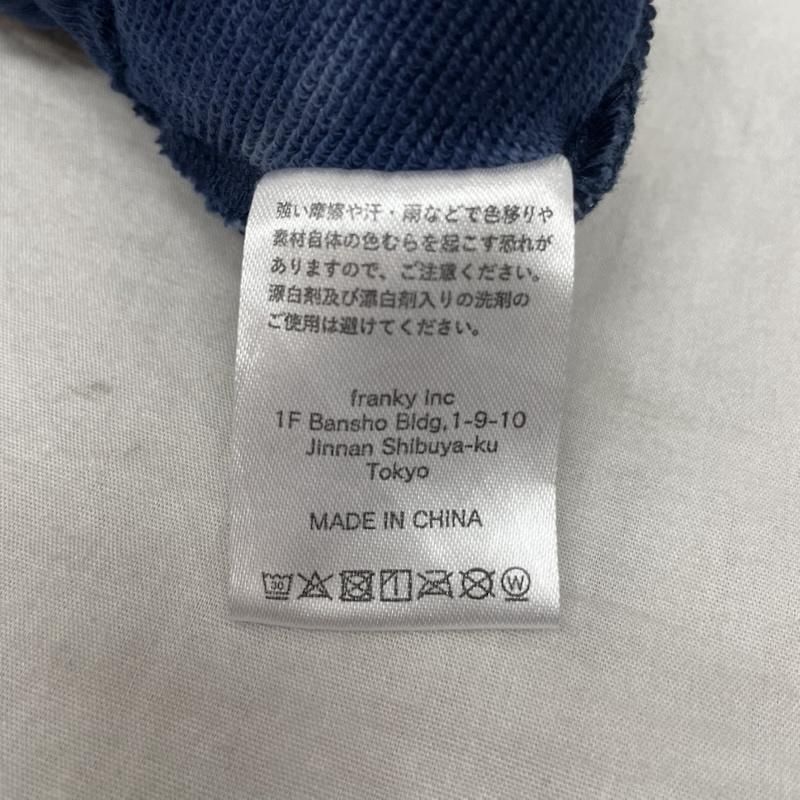 強い摩擦や汗・雨などで色移りや
素材自体の色むらを起こす恐れが
ありますので、ご注意ください。
漂白剤及び漂白剤入りの洗剤の
ご使用は避けてください。
franky inc
1F Bansho Bldg,1-9-10
Jinnan Shibuya-ku
Tokyo
MADE IN CHINA
30 W